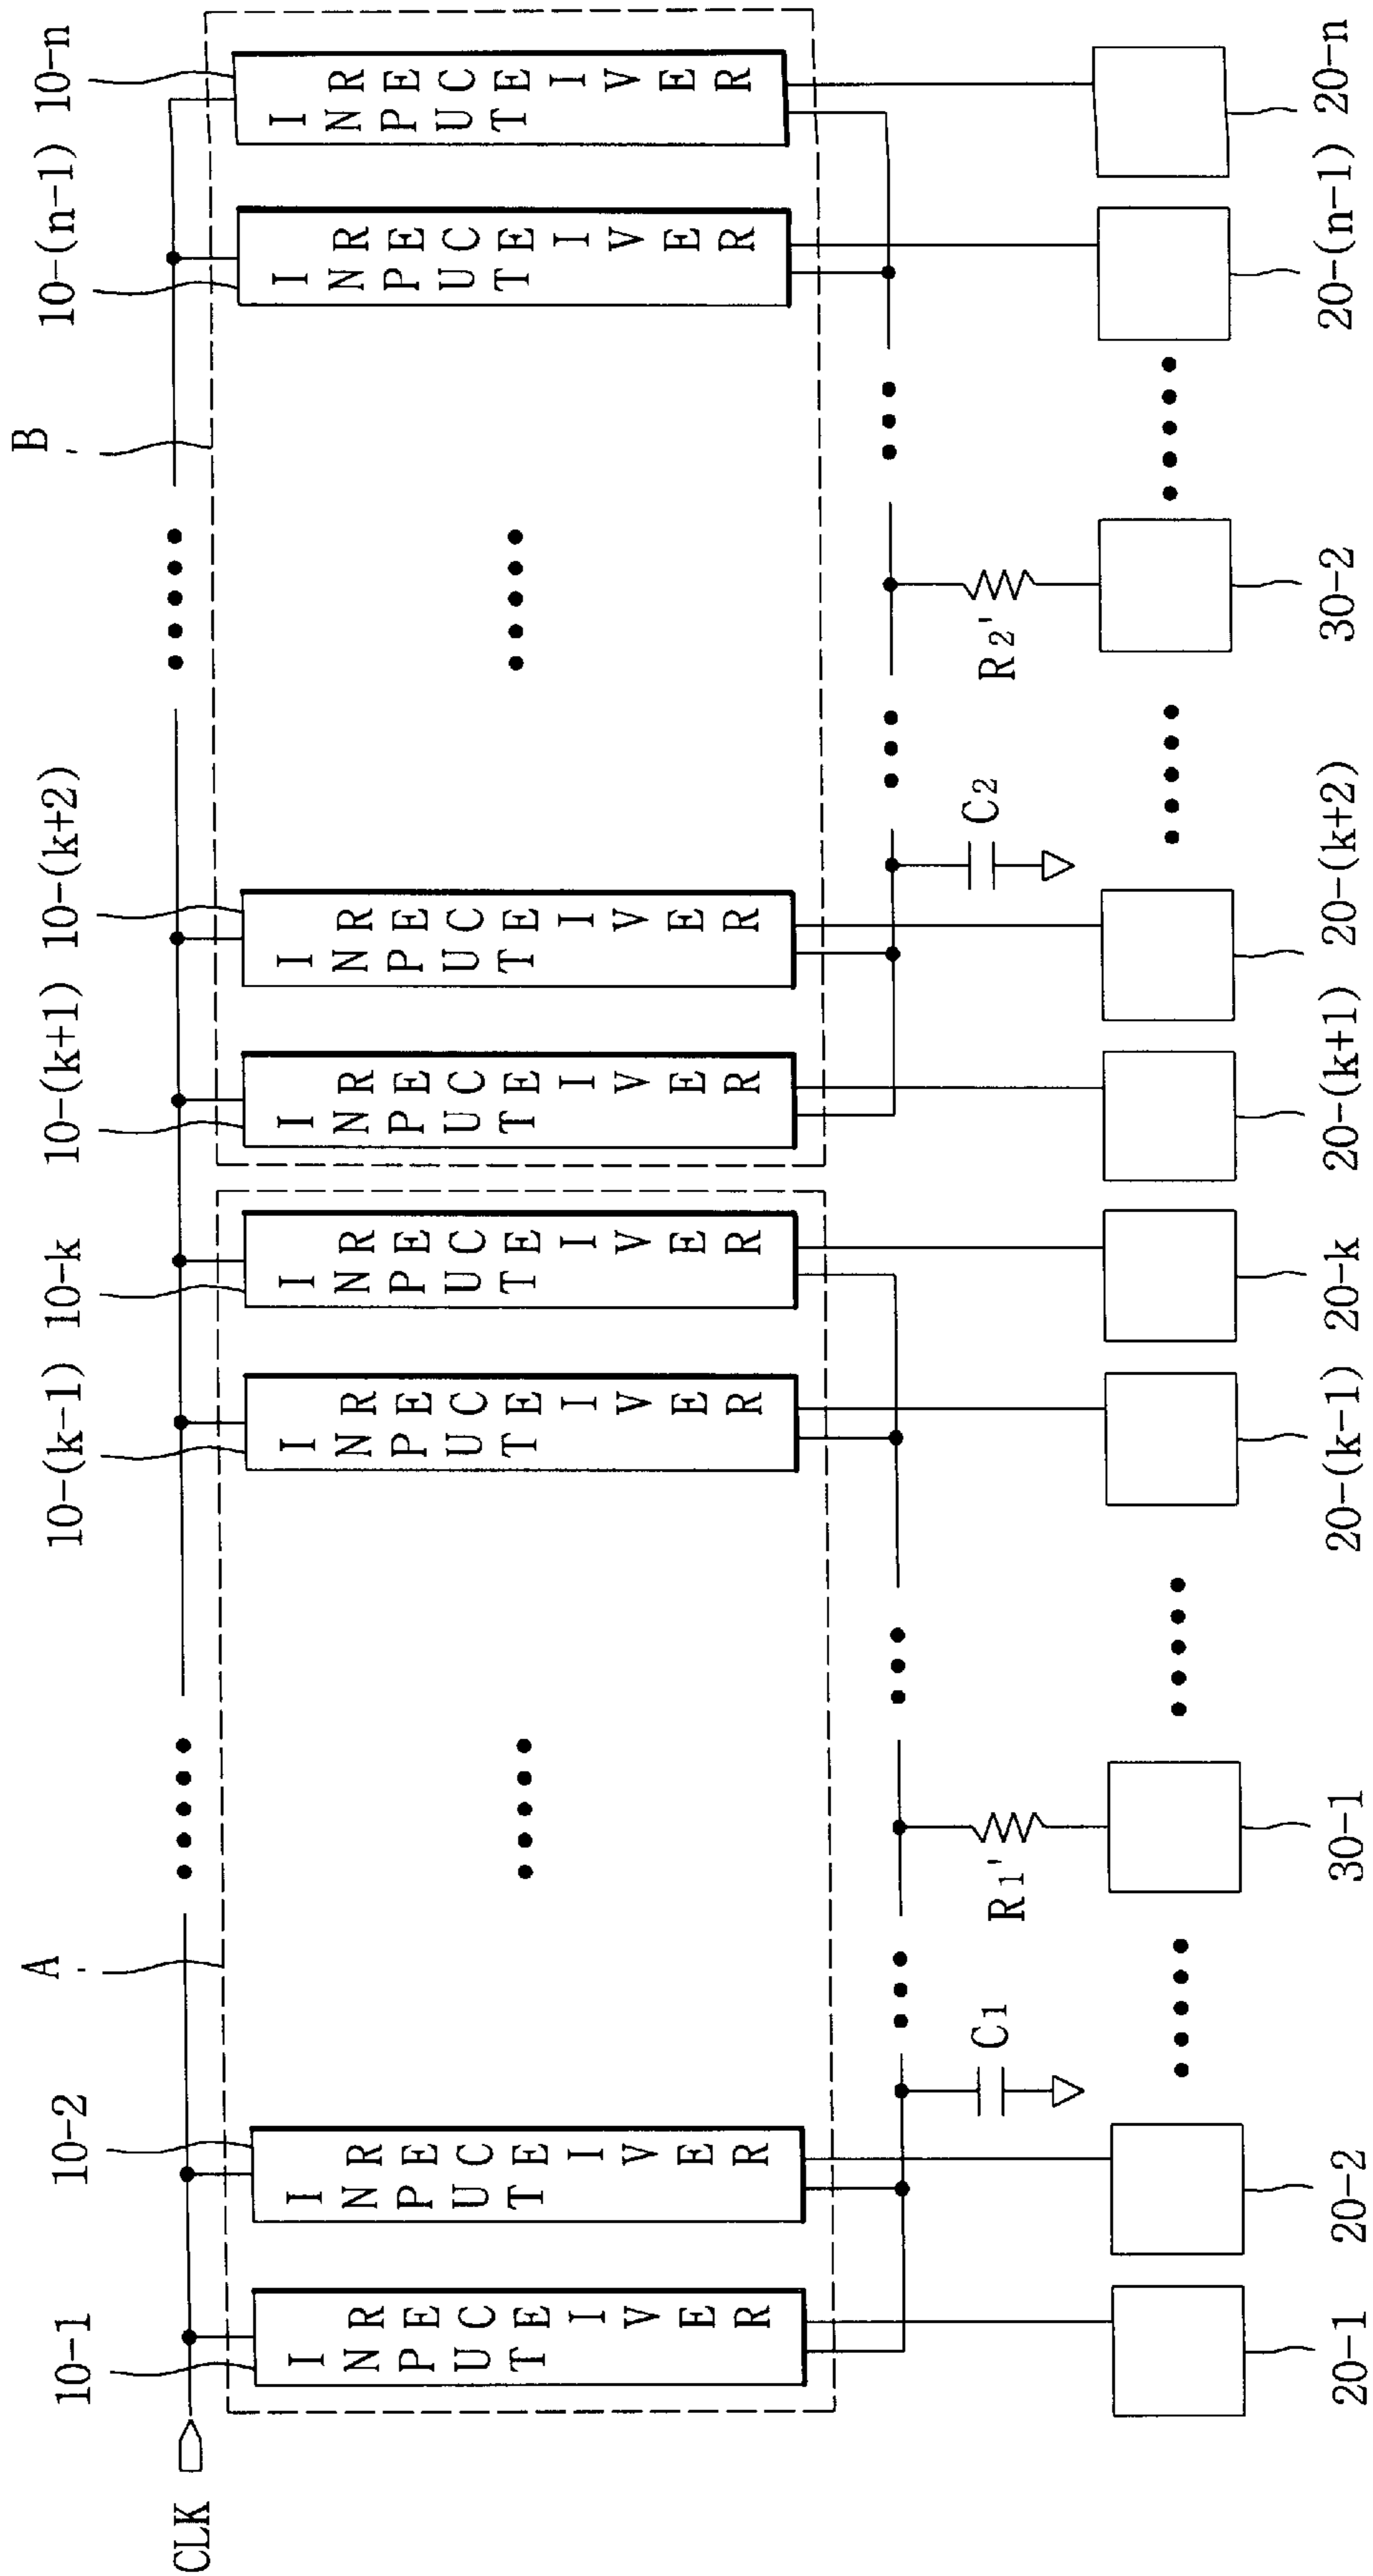 CLK
10-1
10-2
A
10-(k-1)
10-k
10-(k+1)
10-(k+2)
B
10-(n-1)
10-n
INPUT RECEIVER
INPUT RECEIVER
INPUT RECEIVER
INPUT RECEIVER
INPUT RECEIVER
INPUT RECEIVER
INPUT RECEIVER
INPUT RECEIVER
C1
R1'
C2
R2'
20-1
20-2
30-1
20-(k-1)
20-k
20-(k+1)
20-(k+2)
30-2
20-(n-1)
20-n